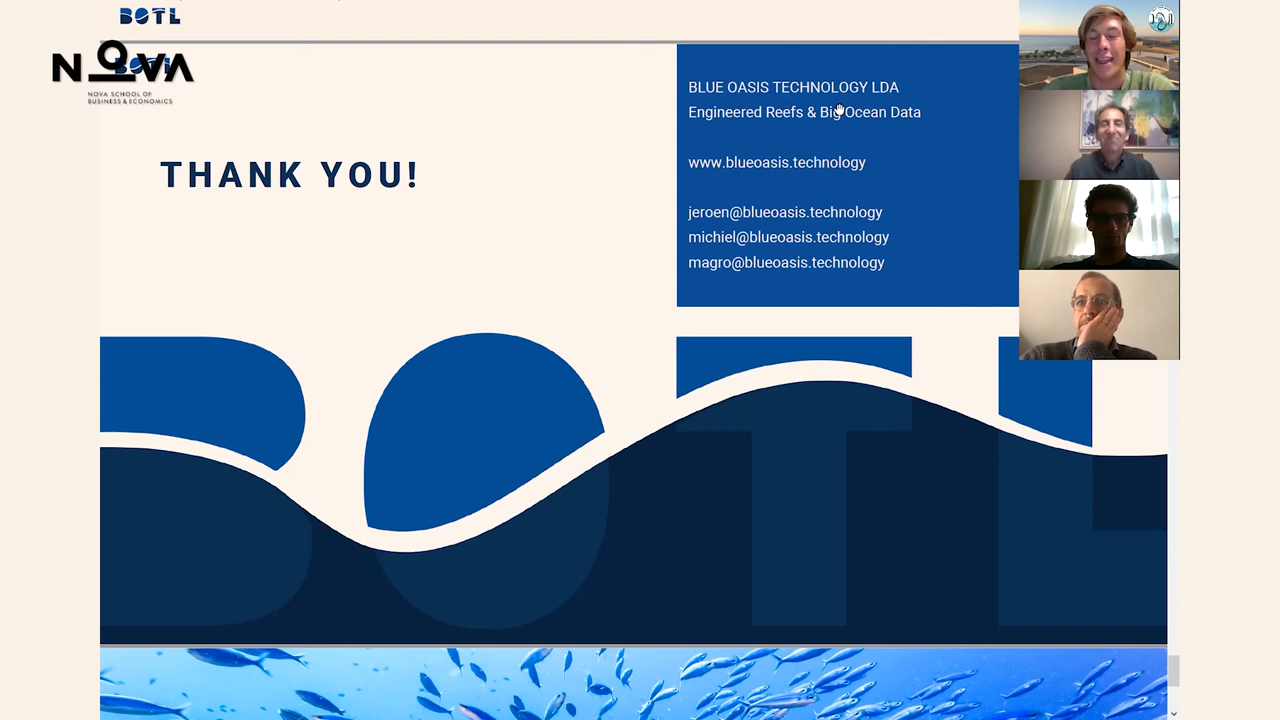 BOTL
NOVA
NOVA SCHOOL OF
BUSINESS & ECONOMICS
THANK YOU!
BLUE OASIS TECHNOLOGY LDA
Engineered Reefs & Big Ocean Data
www.blueoasis.technology
jeroen@blueoasis.technology
michiel@blueoasis.technology
magro@blueoasis.technology
BOTL